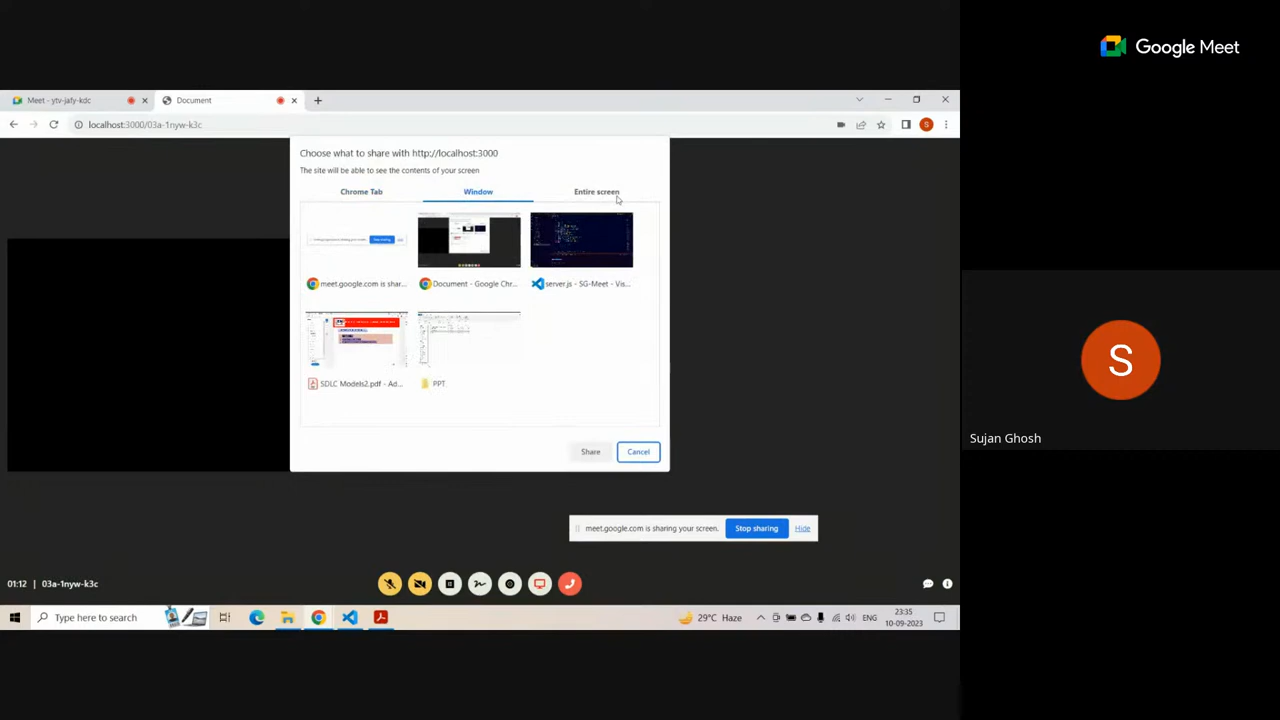 Google Meet
Meet - ytv-jafy-kdc
Document
localhost:3000/03a-1nyw-k3c
S
Choose what to share with http://localhost:3000
The site will be able to see the contents of your screen
Chrome Tab
Window
Entire screen
meet.google.com is shar...
Document - Google Chr...
server.js - SG-Meet - Vis...
SDLC Models2.pdf - Ad...
PPT
Share
Cancel
S
Sujan Ghosh
meet.google.com is sharing your screen.
Stop sharing
Hide
01:12 | 03a-1nyw-k3c
Type here to search
29°C Haze
ENG
23:35
10-09-2023